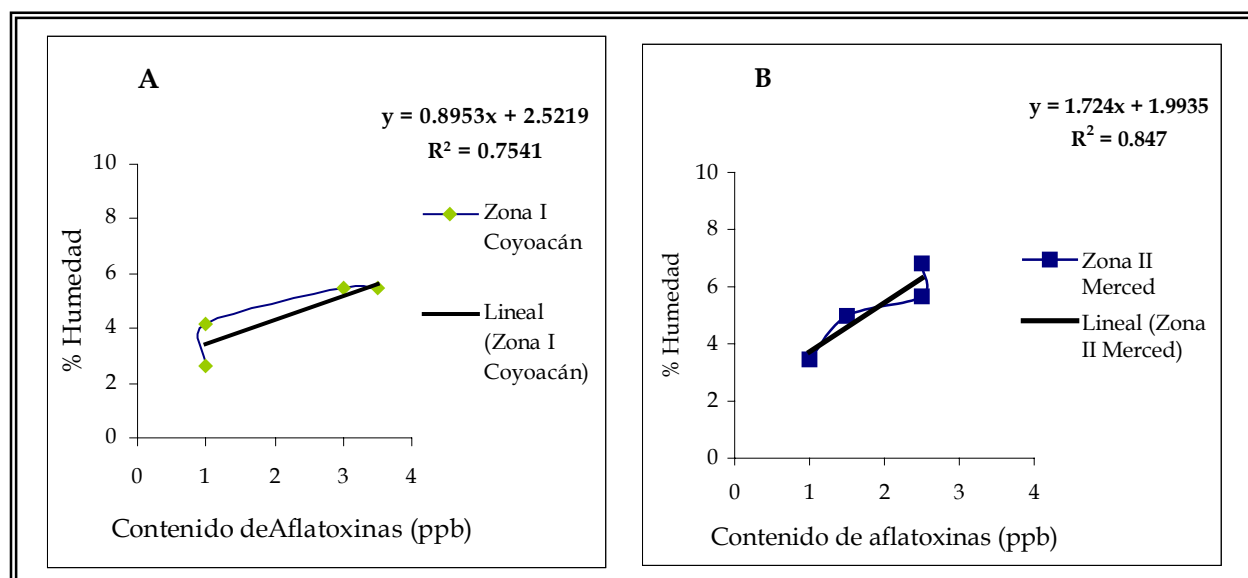 A
y = 0.8953x + 2.5219
R² = 0.7541
10
8
6
4
2
0
0 1 2 3 4
% Humedad
Contenido deAflatoxinas (ppb)
Zona I
Coyoacán
Lineal
(Zona I
Coyoacán)
B
y = 1.724x + 1.9935
R² = 0.847
10
8
6
4
2
0
0 1 2 3 4
% Humedad
Contenido de aflatoxinas (ppb)
Zona II
Merced
Lineal (Zona
II Merced)